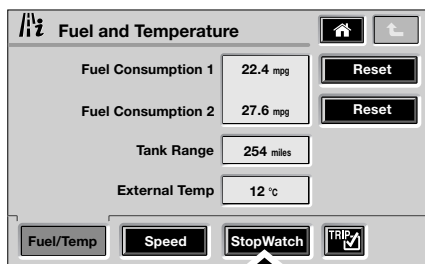 i Fuel and Temperature
Fuel Consumption 1 22.4 mpg Reset
Fuel Consumption 2 27.6 mpg Reset
Tank Range 254 miles
External Temp 12 °c
Fuel/Temp Speed StopWatch TRIP